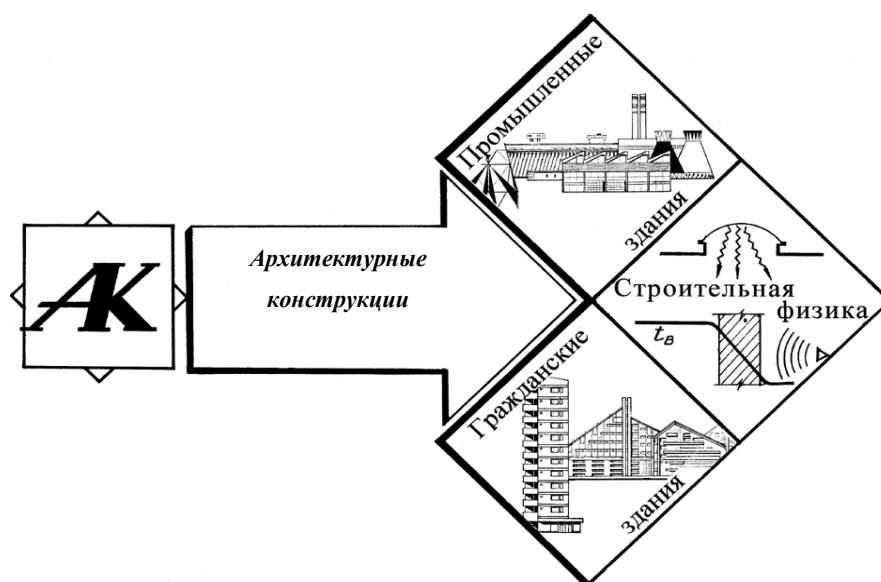 АК
Архитектурные
конструкции
Промышленные
здания
Строительная
физика
tв
Гражданские
здания